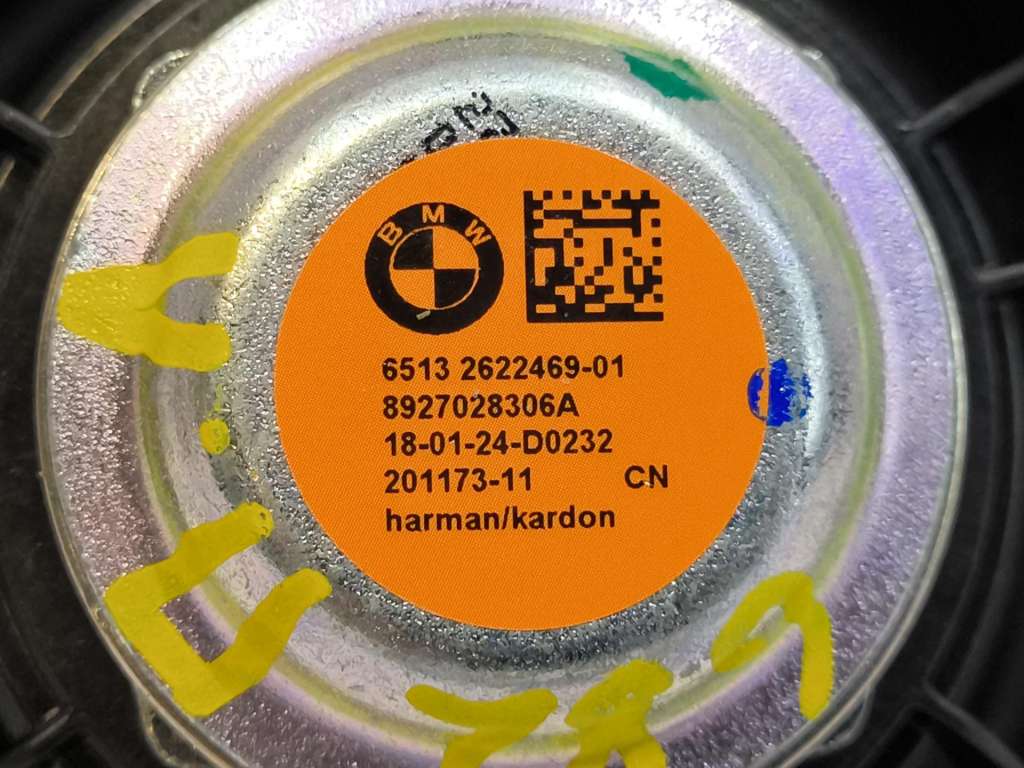 BMW
6513 2622469-01
8927028306A
18-01-24-D0232
201173-11 CN
harman/kardon